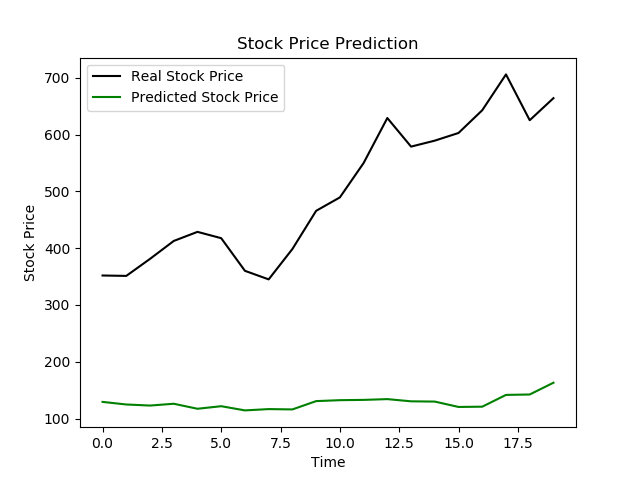 Stock Price Prediction
Real Stock Price
Predicted Stock Price
Stock Price
700
600
500
400
300
200
100
0.0 2.5 5.0 7.5 10.0 12.5 15.0 17.5
Time